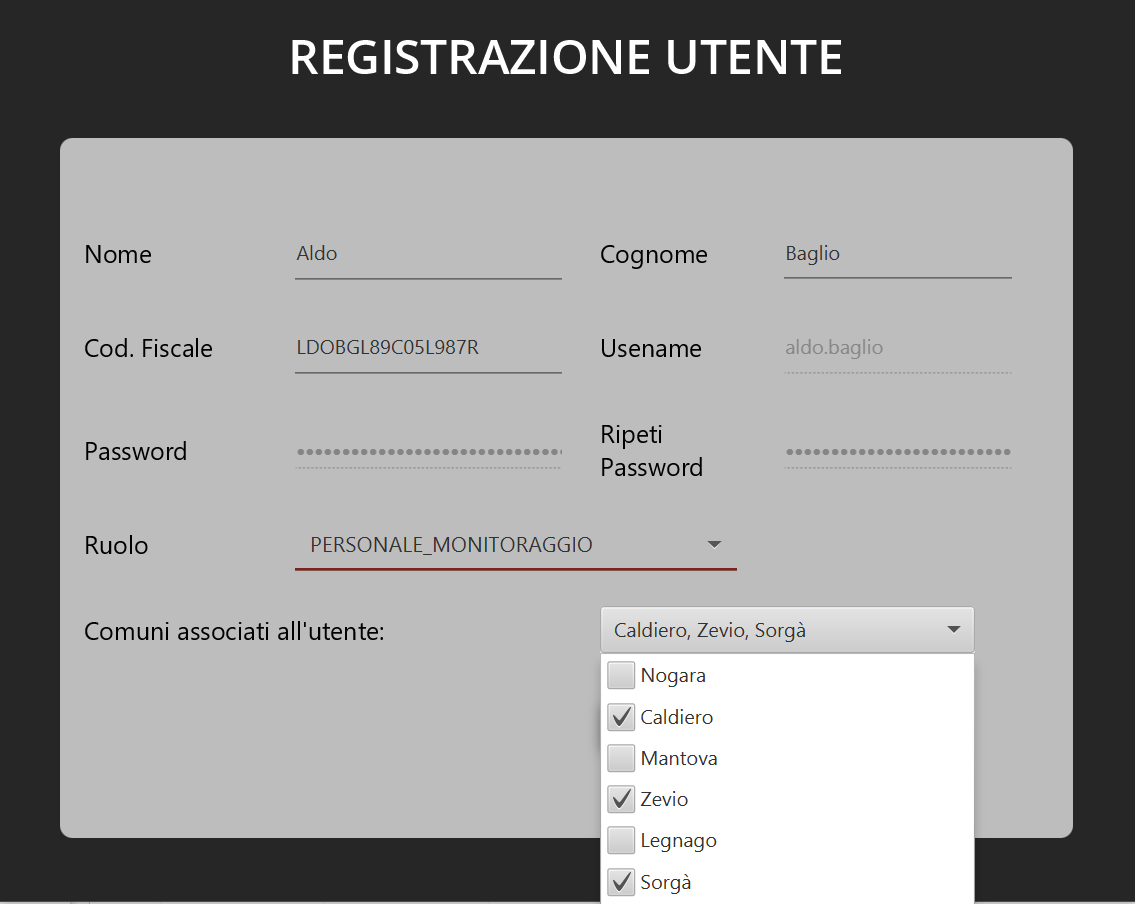 REGISTRAZIONE UTENTE
Nome
Aldo
Cognome
Baglio
Cod. Fiscale
LDOBGL89C05L987R
Usename
aldo.baglio
Password
Ripeti
Password
Ruolo
PERSONALE_MONITORAGGIO
Comuni associati all'utente:
Caldiero, Zevio, Sorgà
Nogara
Caldiero
Mantova
Zevio
Legnago
Sorgà